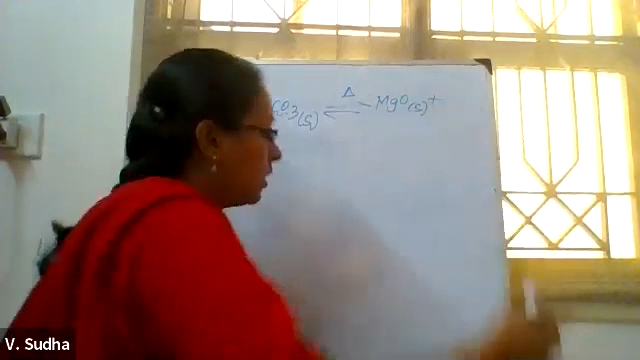 CO3(s) ⇌ Δ MgO(s) +
V. Sudha